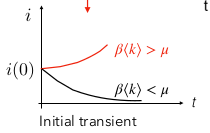 t
i
β⟨k⟩ > μ
i(0)
β⟨k⟩ < μ
t
Initial transient